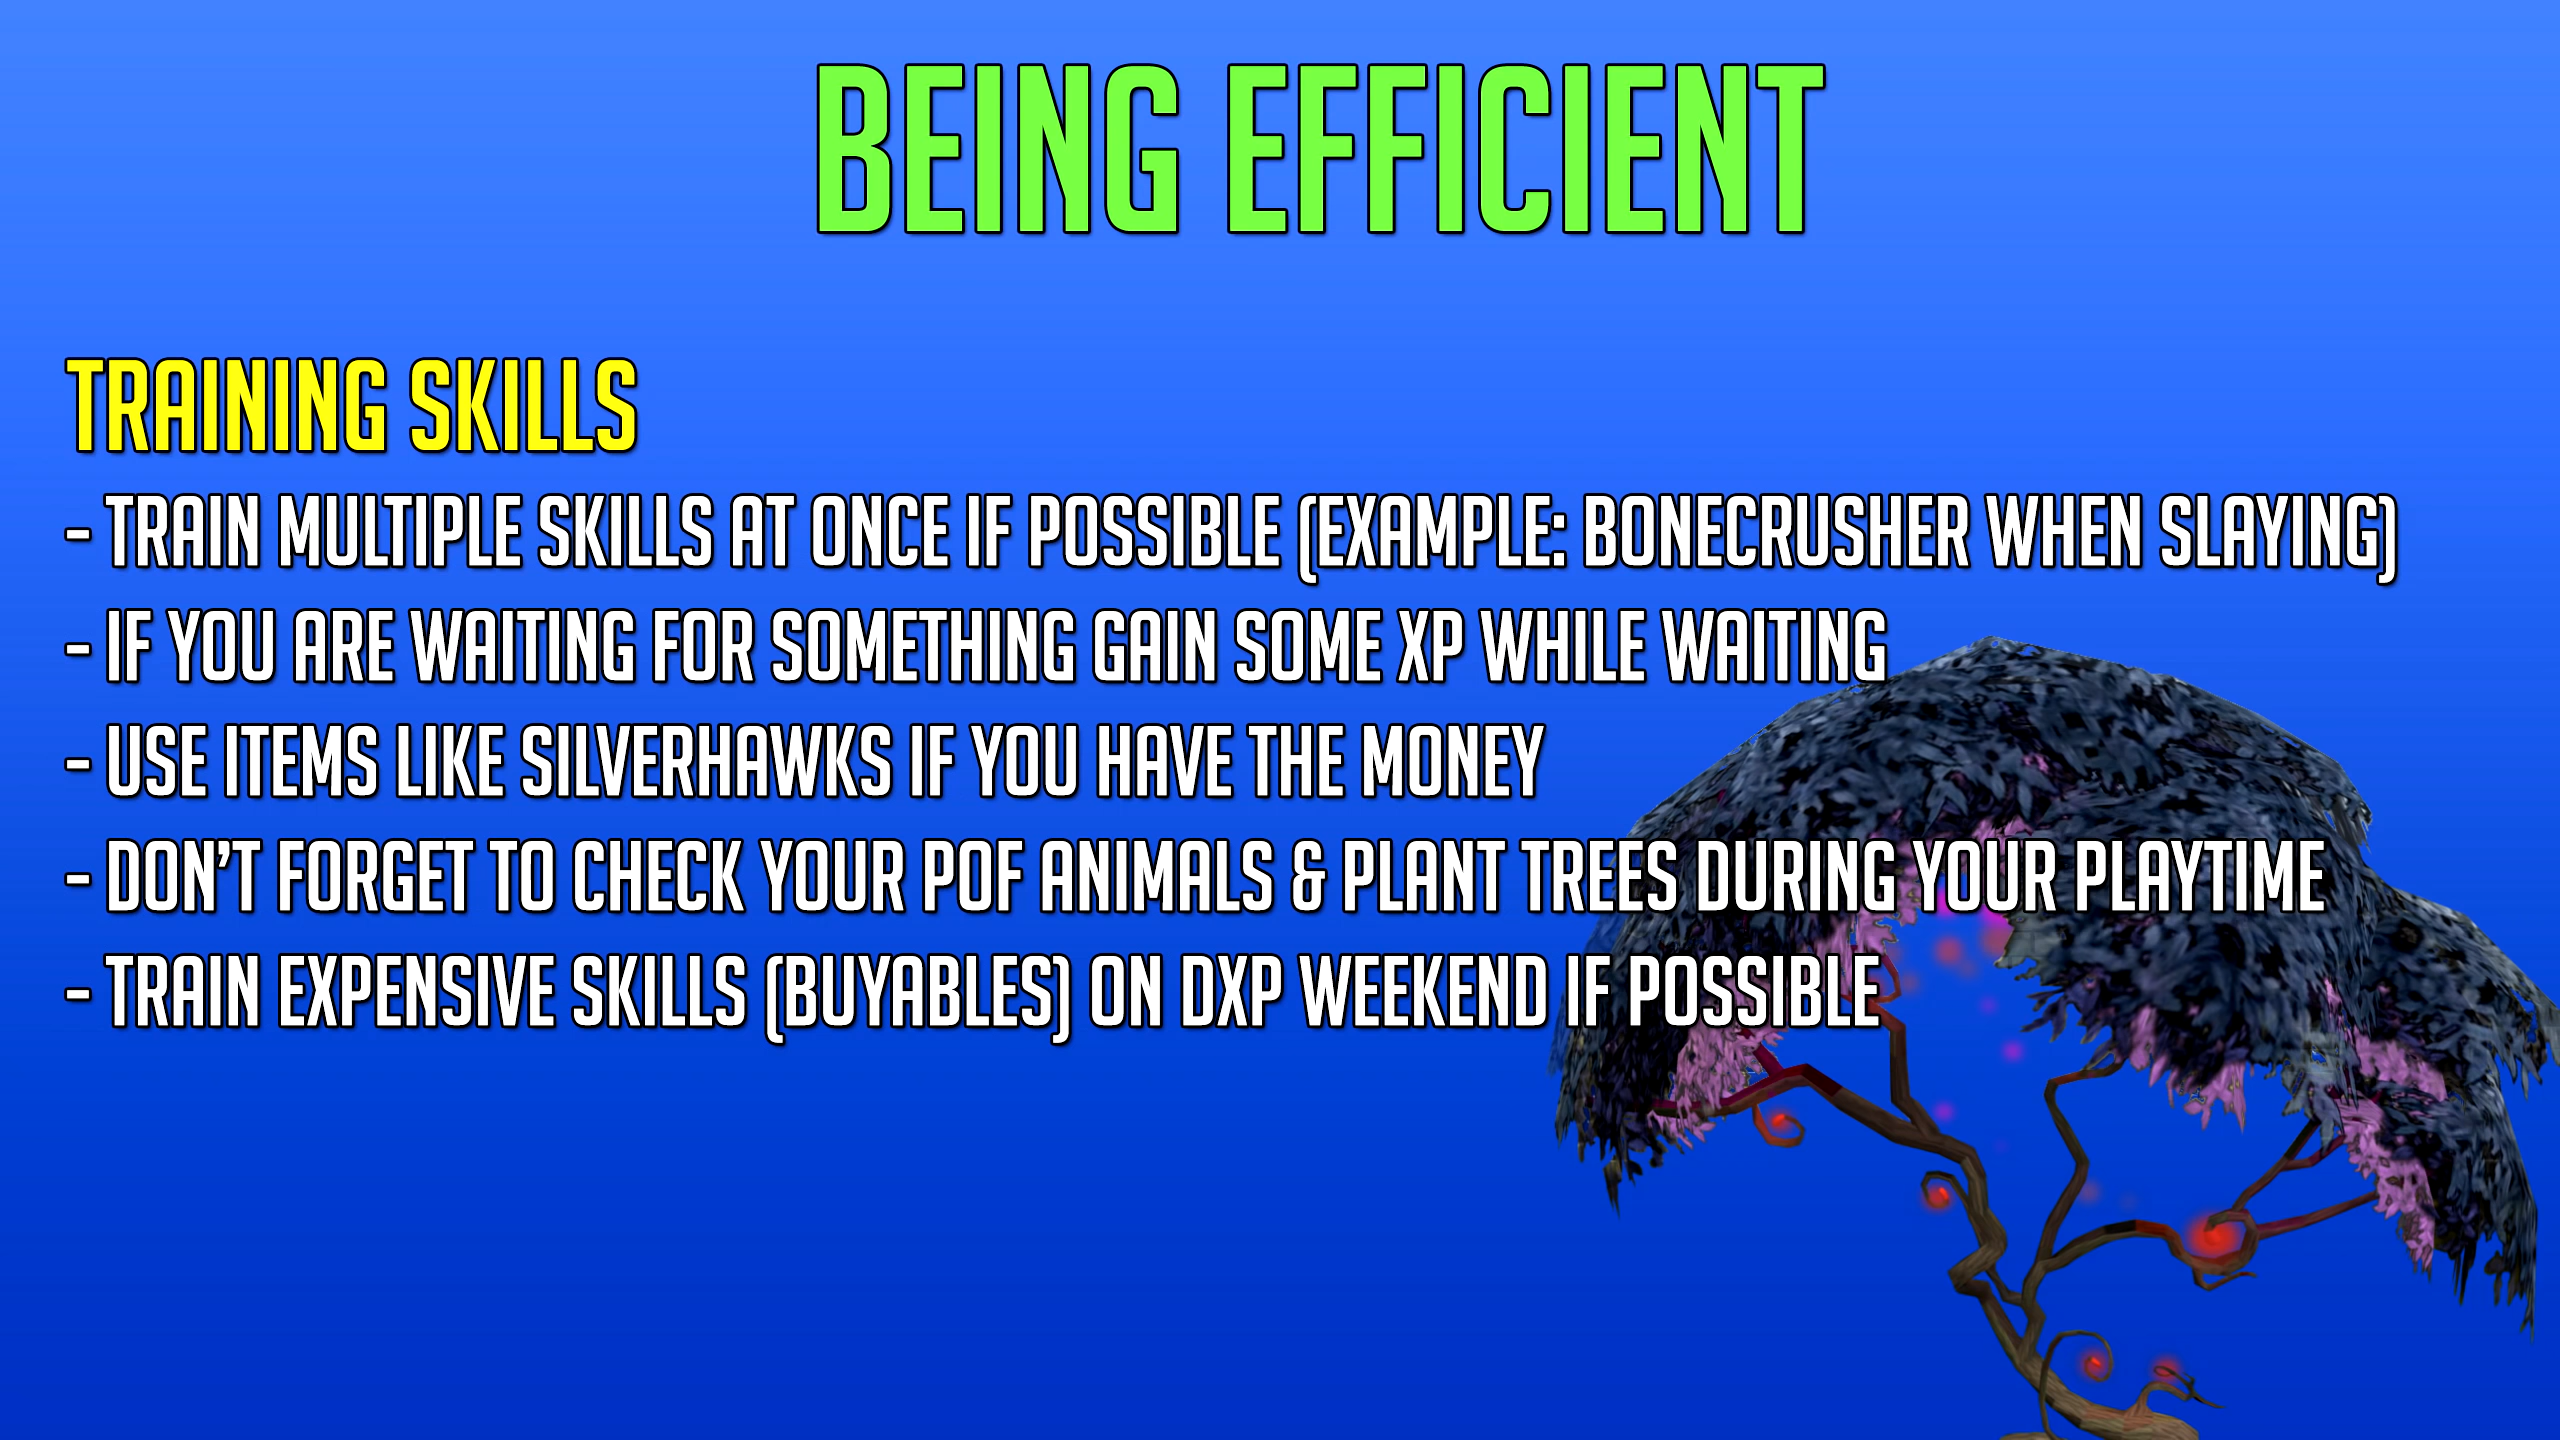 BEING EFFICIENT
TRAINING SKILLS
- TRAIN MULTIPLE SKILLS AT ONCE IF POSSIBLE (EXAMPLE: BONECRUSHER WHEN SLAYING)
- IF YOU ARE WAITING FOR SOMETHING GAIN SOME XP WHILE WAITING
- USE ITEMS LIKE SILVERHAWKS IF YOU HAVE THE MONEY
- DON'T FORGET TO CHECK YOUR POF ANIMALS & PLANT TREES DURING YOUR PLAYTIME
- TRAIN EXPENSIVE SKILLS (BUYABLES) ON DXP WEEKEND IF POSSIBLE